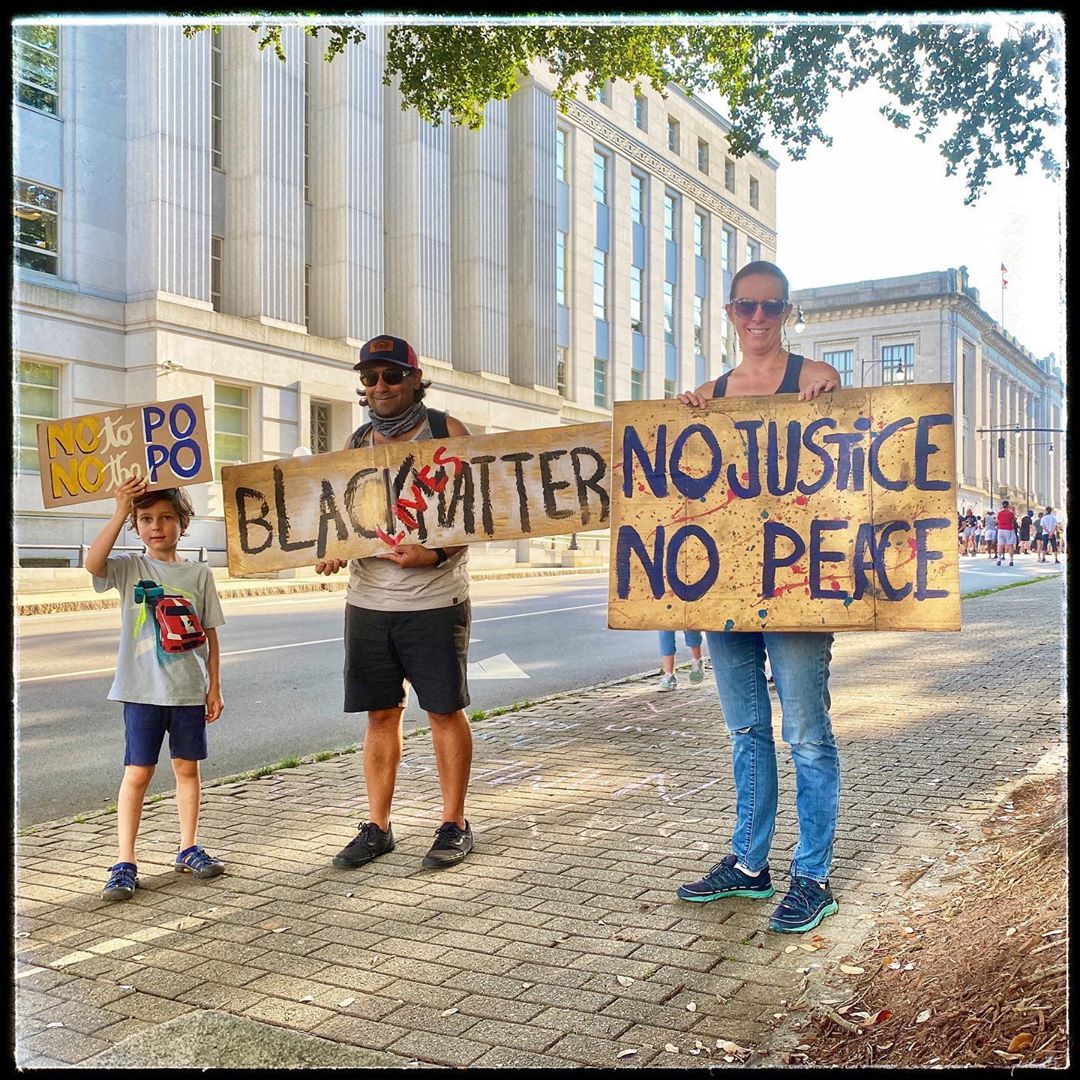 NO to PO
NO the PO
BLACK LIVES MATTER
NO JUSTiCE
NO PEACE